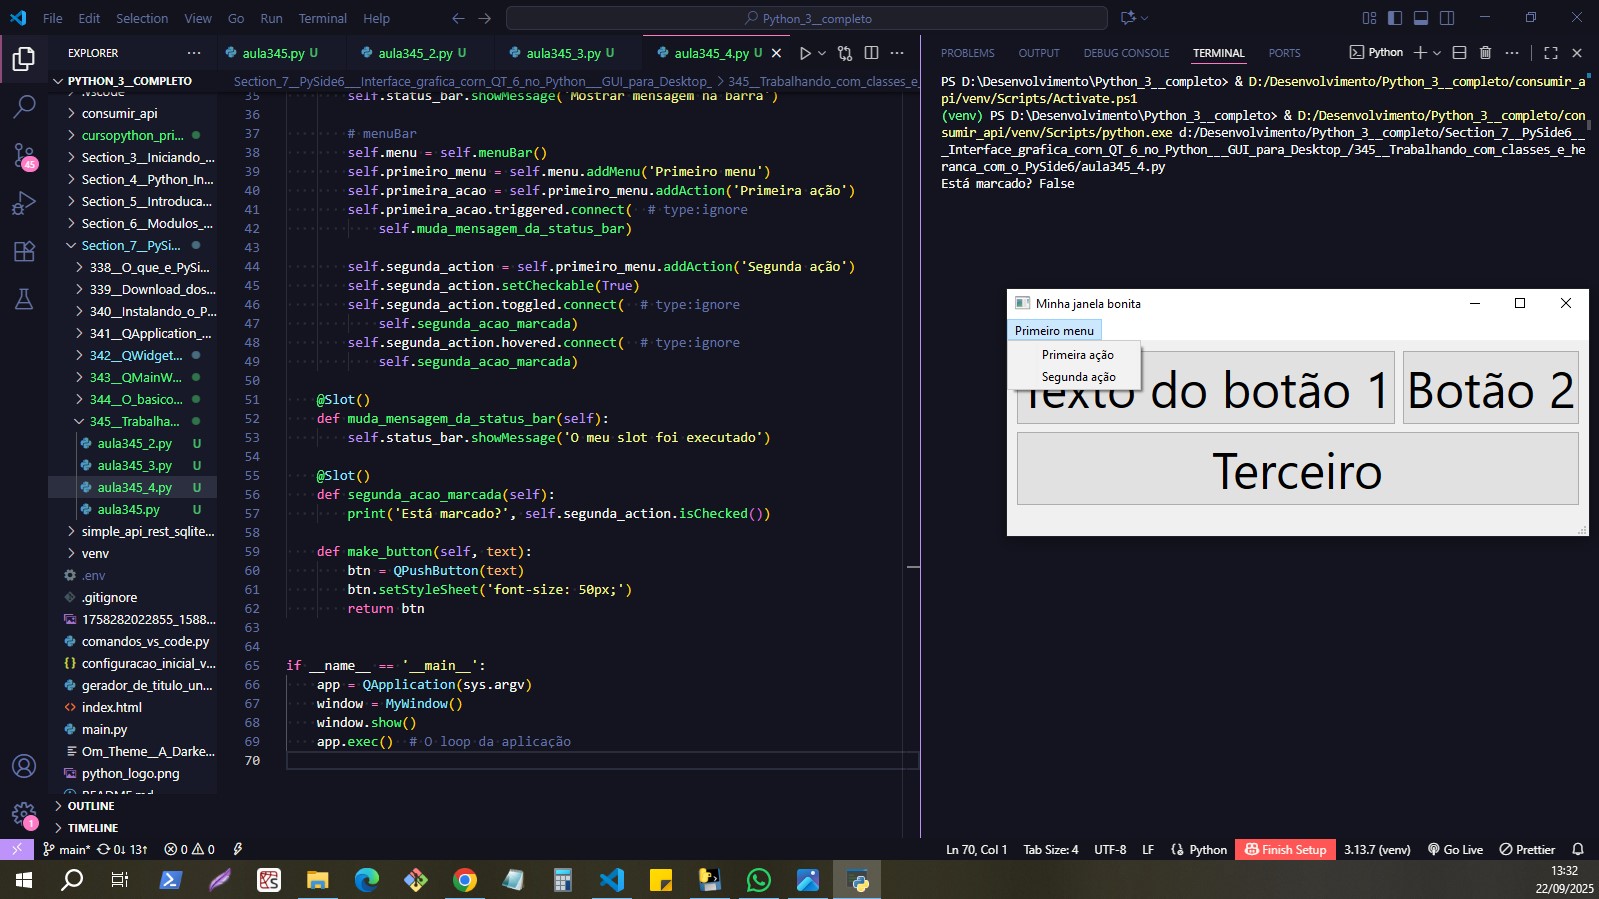 File Edit Selection View Go Run Terminal Help
Python_3__completo
EXPLORER
PYTHON_3__COMPLETO
.vscode
consumir_api
cursopython_pri...
Section_3__Iniciando_...
Section_4__Python_In...
Section_5__Introduca...
Section_6__Modulos_...
Section_7__PySi...
338__O_que_e_PySi...
339__Download_dos...
340__Instalando_o_P...
341__QApplication_...
342__QWidget...
343__QMainW...
344__O_basico...
345__Trabalha...
aula345_2.py U
aula345_3.py U
aula345_4.py U
aula345.py U
simple_api_rest_sqlite...
venv
.env
.gitignore
1758282022855_1588...
comandos_vs_code.py
configuracao_inicial_v...
gerador_de_titulo_un...
index.html
main.py
Om_Theme__A_Darke...
python_logo.png
README.md
OUTLINE
TIMELINE
45
1
aula345.py U aula345_2.py U aula345_3.py U aula345_4.py U
Section_7__PySide6___Interface_grafica_corn_QT_6_no_Python___GUI_para_Desktop_ > 345__Trabalhando_com_classes_e_
35 self.status_bar.showMessage('Mostrar mensagem na barra')
36
37 # menuBar
38 self.menu = self.menuBar()
39 self.primeiro_menu = self.menu.addMenu('Primeiro menu')
40 self.primeira_acao = self.primeiro_menu.addAction('Primeira ação')
41 self.primeira_acao.triggered.connect( # type:ignore
42 self.muda_mensagem_da_status_bar)
43
44 self.segunda_action = self.primeiro_menu.addAction('Segunda ação')
45 self.segunda_action.setCheckable(True)
46 self.segunda_action.toggled.connect( # type:ignore
47 self.segunda_acao_marcada)
48 self.segunda_action.hovered.connect( # type:ignore
49 self.segunda_acao_marcada)
50
51 @Slot()
52 def muda_mensagem_da_status_bar(self):
53 self.status_bar.showMessage('O meu slot foi executado')
54
55 @Slot()
56 def segunda_acao_marcada(self):
57 print('Está marcado?', self.segunda_action.isChecked())
58
59 def make_button(self, text):
60 btn = QPushButton(text)
61 btn.setStyleSheet('font-size: 50px;')
62 return btn
63
64
65 if __name__ == '__main__':
66 app = QApplication(sys.argv)
67 window = MyWindow()
68 window.show()
69 app.exec() # O loop da aplicação
70
PROBLEMS OUTPUT DEBUG CONSOLE TERMINAL PORTS
Python
PS D:\Desenvolvimento\Python_3__completo> & D:/Desenvolvimento/Python_3__completo/consumir_a
pi/venv/Scripts/Activate.ps1
(venv) PS D:\Desenvolvimento\Python_3__completo> & D:/Desenvolvimento/Python_3__completo/con
sumir_api/venv/Scripts/python.exe d:/Desenvolvimento/Python_3__completo/Section_7__PySide6__
_Interface_grafica_corn_QT_6_no_Python___GUI_para_Desktop_/345__Trabalhando_com_classes_e_he
ranca_com_o_PySide6/aula345_4.py
Está marcado? False
Minha janela bonita
Primeiro menu
Primeira ação
Segunda ação
Texto do botão 1
Botão 2
Terceiro
main* 0↓ 13↑ 0 0
Ln 70, Col 1 Tab Size: 4 UTF-8 LF Python Finish Setup 3.13.7 (venv) Go Live Prettier
13:32
22/09/2025